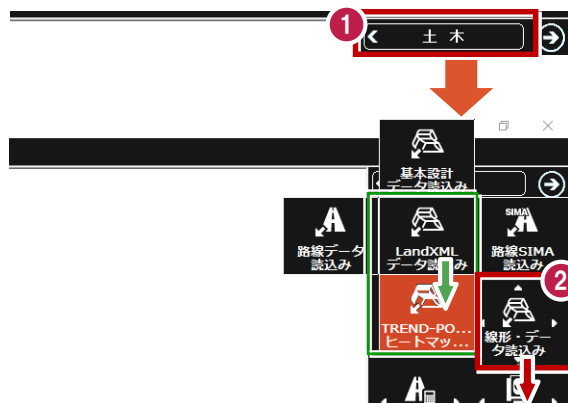 1
土 木
基本設計
データ読込み
路線データ
読込み
LandXML
データ読込み
SIMA
路線SIMA
読込み
2
TREND-PO...
ヒートマッ...
線形・デー
タ読込み